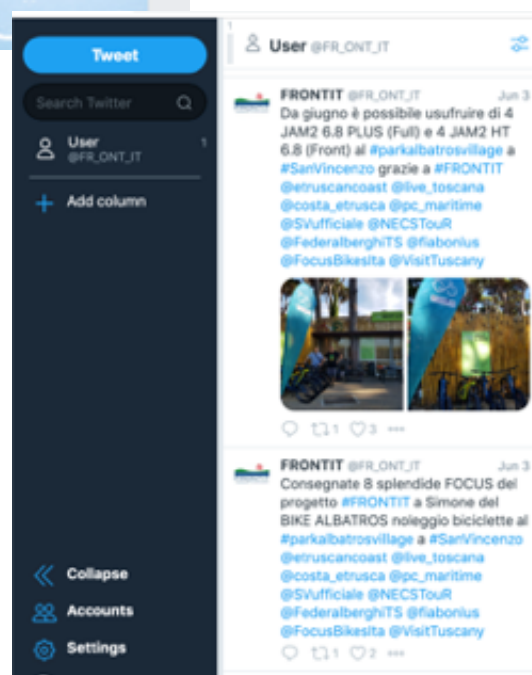 Tweet
Search Twitter
User 1
@FR_ONT_IT
Add column
Collapse
Accounts
Settings
1
User @FR_ONT_IT
FRONTIT @FR_ONT_IT Jun 3
Da giugno è possibile usufruire di 4
JAM2 6.8 PLUS (Full) e 4 JAM2 HT
6.8 (Front) al #parkalbatrosvillage a
#SanVincenzo grazie a #FRONTIT
@etruscancoast @live_toscana
@costa_etrusca @pc_maritime
@SVufficiale @NECSTouR
@FederalberghiTS @fiabonlus
@FocusBikesIta @VisitTuscany
1 3
FRONTIT @FR_ONT_IT Jun 3
Consegnate 8 splendide FOCUS del
progetto #FRONTIT a Simone del
BIKE ALBATROS noleggio biciclette al
#parkalbatrosvillage a #SanVincenzo
@etruscancoast @live_toscana
@costa_etrusca @pc_maritime
@SVufficiale @NECSTouR
@FederalberghiTS @fiabonlus
@FocusBikesIta @VisitTuscany
1 2